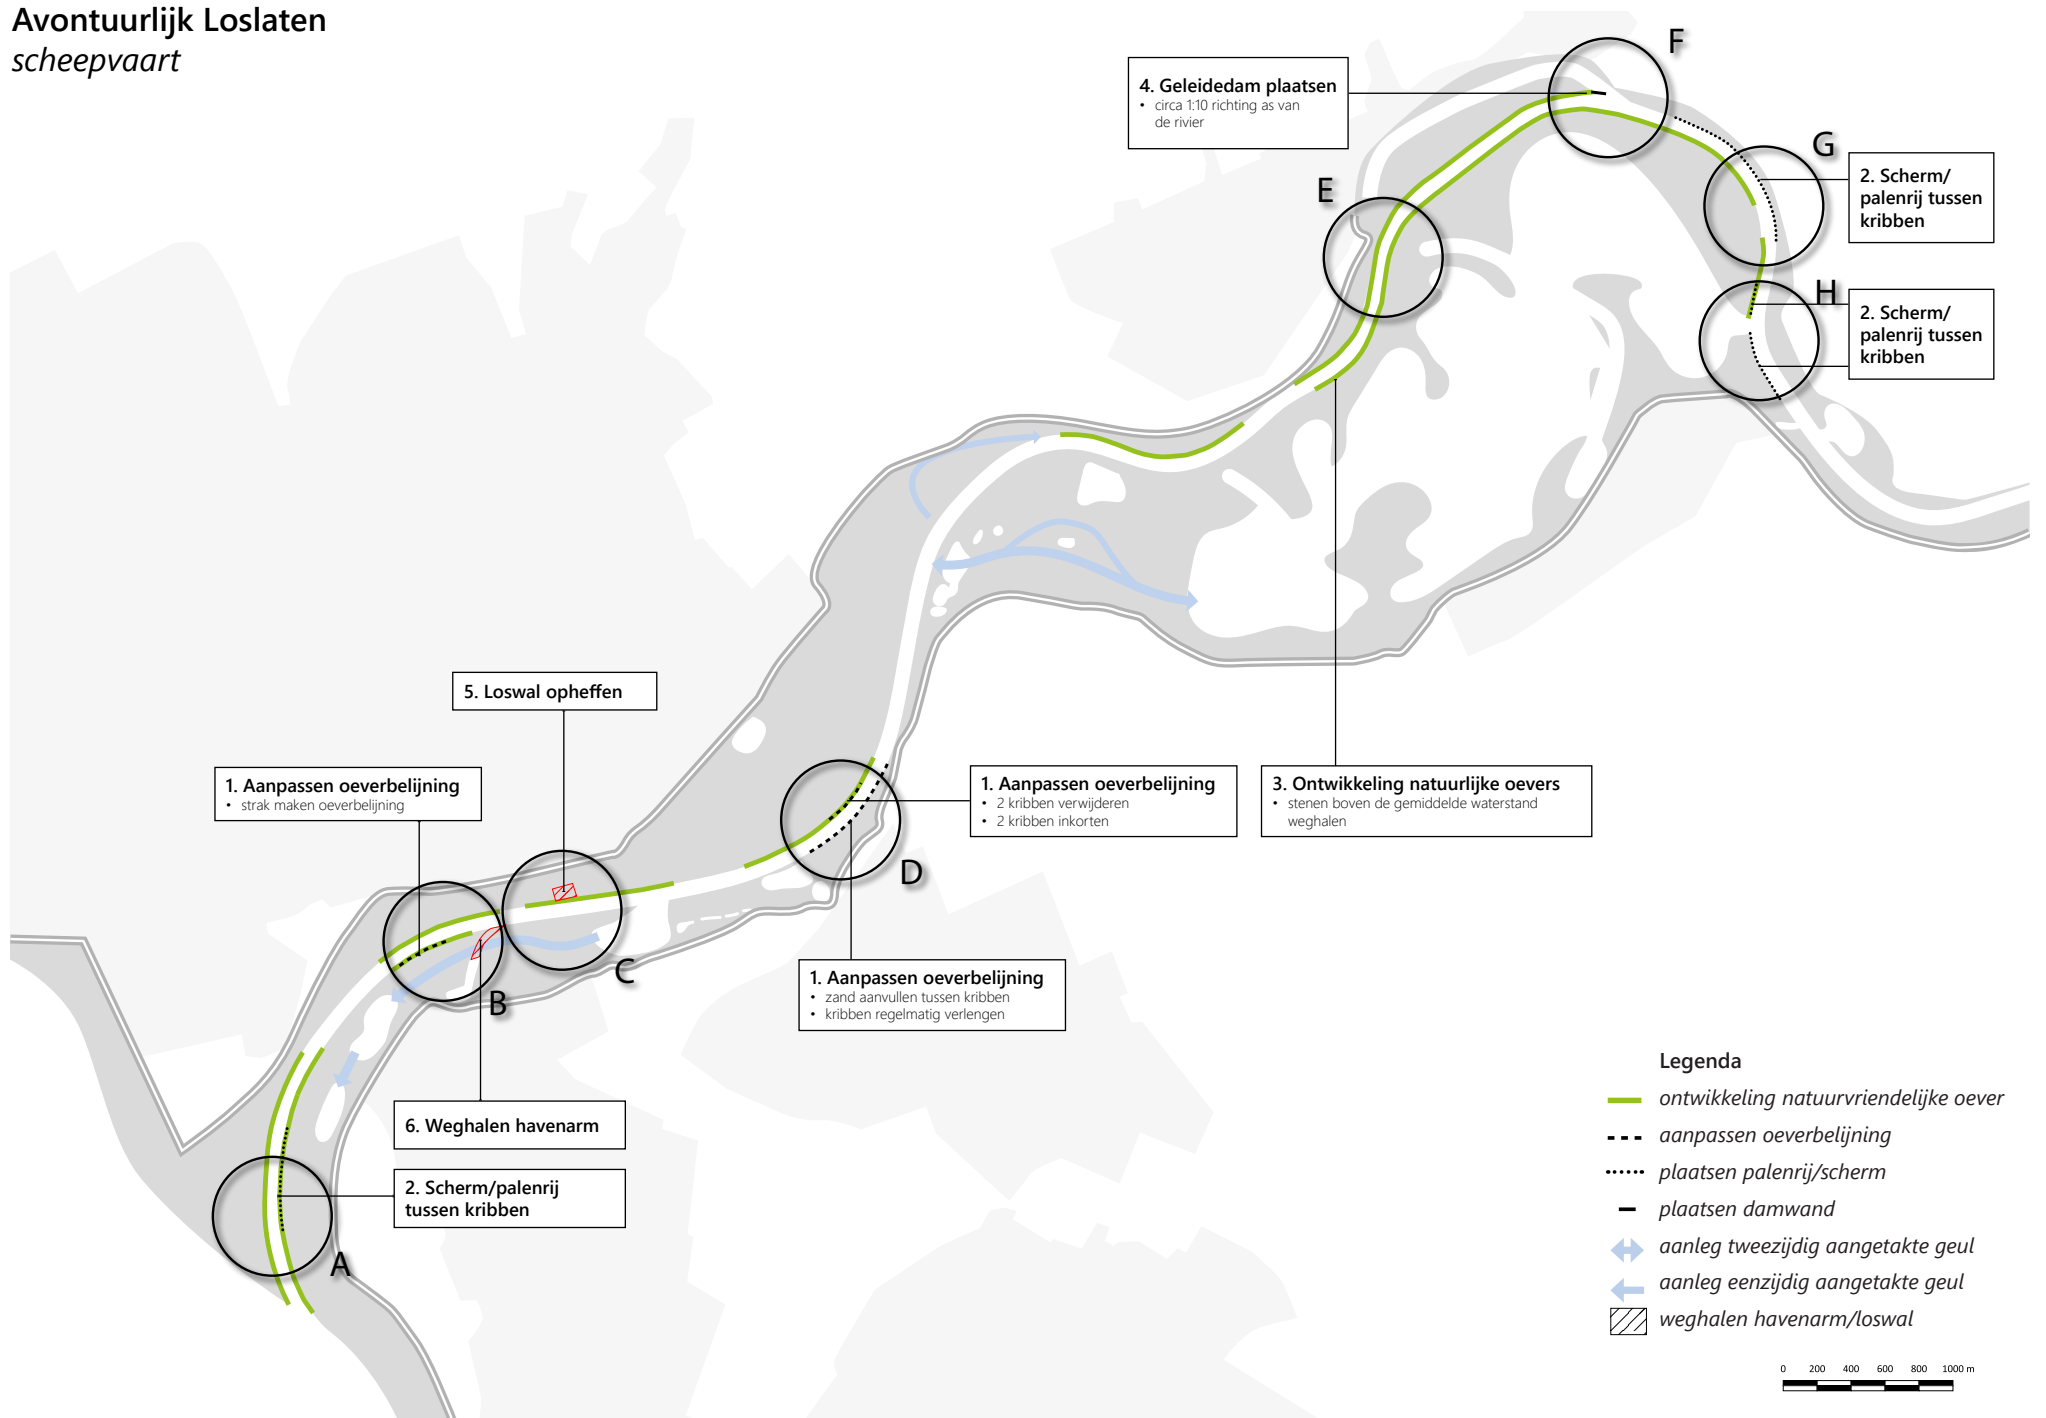 Avontuurlijk Loslaten
scheepvaart
F
4. Geleidedam plaatsen
• circa 1:10 richting as van
de rivier
G
2. Scherm/
palenrij tussen
kribben
E
H
2. Scherm/
palenrij tussen
kribben
5. Loswal opheffen
1. Aanpassen oeverbelijning
• strak maken oeverbelijning
1. Aanpassen oeverbelijning
• 2 kribben verwijderen
• 2 kribben inkorten
3. Ontwikkeling natuurlijke oevers
• stenen boven de gemiddelde waterstand
weghalen
D
C
B
1. Aanpassen oeverbelijning
• zand aanvullen tussen kribben
• kribben regelmatig verlengen
6. Weghalen havenarm
2. Scherm/palenrij
tussen kribben
A
Legenda
ontwikkeling natuurvriendelijke oever
aanpassen oeverbelijning
plaatsen palenrij/scherm
plaatsen damwand
aanleg tweezijdig aangetakte geul
aanleg eenzijdig aangetakte geul
weghalen havenarm/loswal
0 200 400 600 800 1000 m